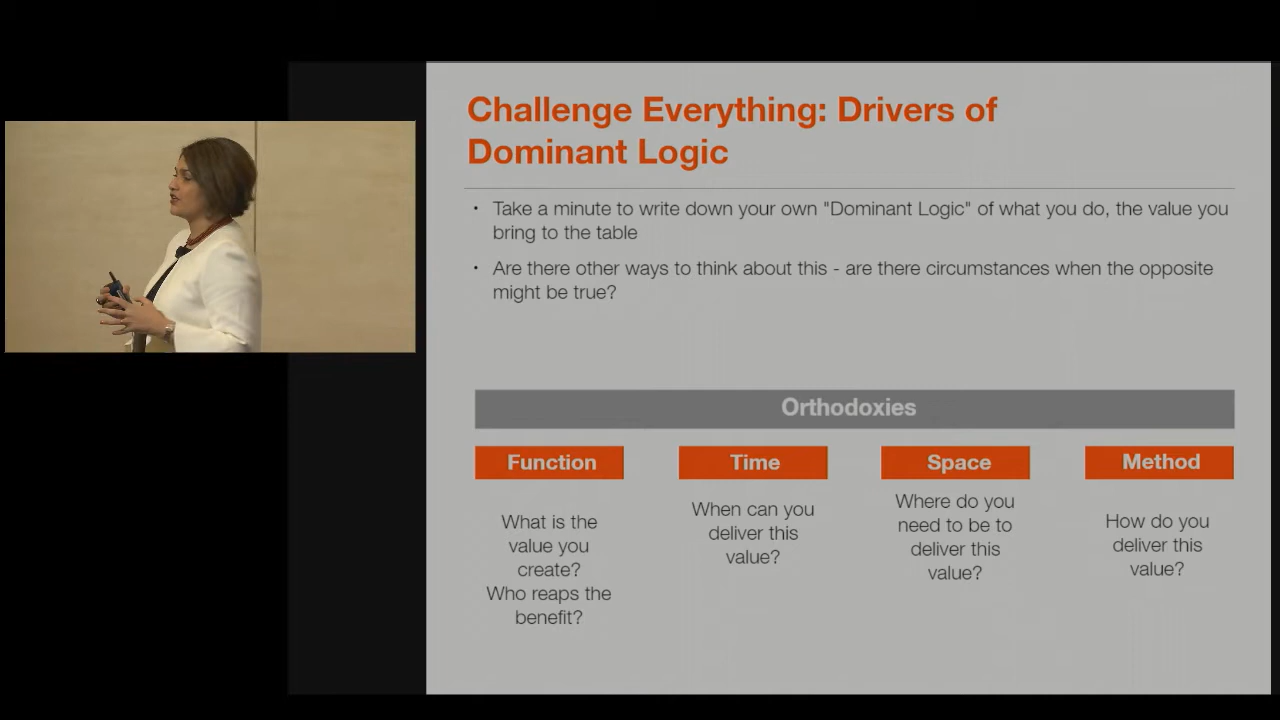 Challenge Everything: Drivers of
Dominant Logic
• Take a minute to write down your own "Dominant Logic" of what you do, the value you
bring to the table
• Are there other ways to think about this - are there circumstances when the opposite
might be true?
Orthodoxies
Function
Time
Space
Method
What is the
value you
create?
Who reaps the
benefit?
When can you
deliver this
value?
Where do you
need to be to
deliver this
value?
How do you
deliver this
value?